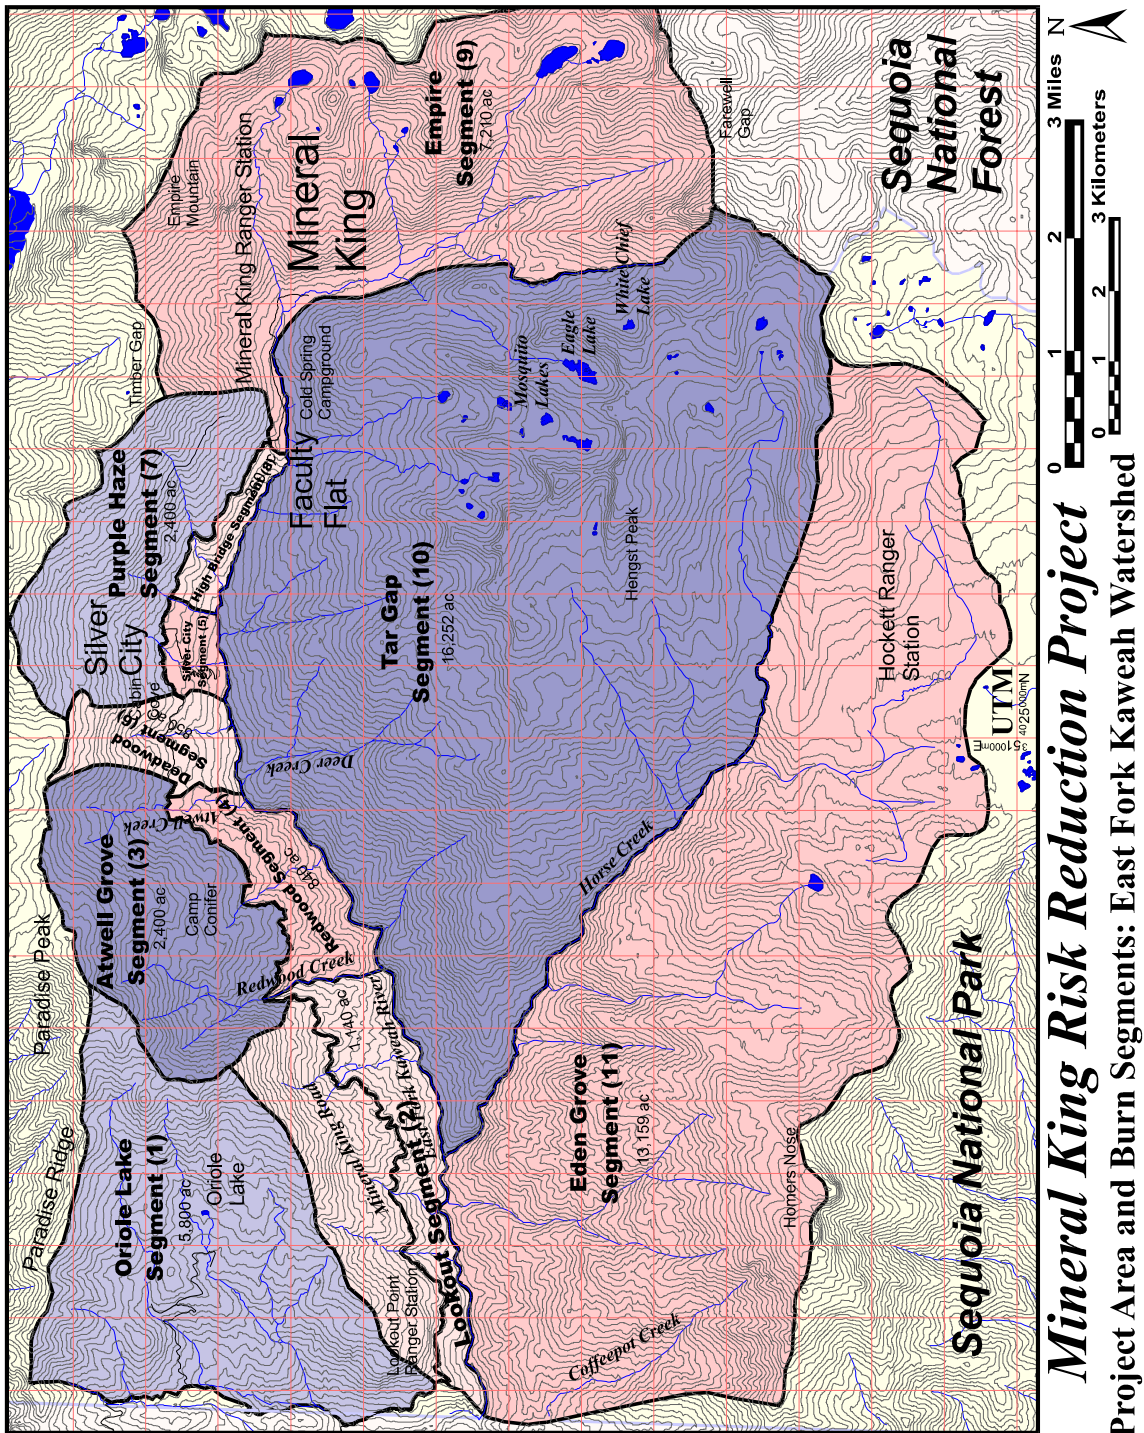 Mineral King Risk Reduction Project
Project Area and Burn Segments: East Fork Kaweah Watershed
N
0 1 2 3 Miles
0 1 2 3 Kilometers
Paradise Ridge
Paradise Peak
Oriole Lake
Segment (1)
5,800 ac
Oriole
Lake
Atwell Grove
Segment (3)
2,400 ac
Camp
Conifer
Atwell Creek
Deadwood
Segment (6)
850 ac
Cabin Cove
Silver
City
Purple Haze
Segment (7)
2,400 ac
Silver City
Segment (5)
High Bridge Segment (8)
Timber Gap
Empire
Mountain
Mineral King Ranger Station
Mineral
King
Empire
Segment (9)
7,210 ac
Farewell
Gap
Sequoia
National
Forest
Lookout Point
Ranger Station
Mineral King Road
Lookout Segment (2)
1,140 ac
East Fork Kaweah River
Redwood Creek
Redwood Segment (4)
840 ac
Deer Creek
Faculty
Flat
Cold Spring
Campground
Tar Gap
Segment (10)
16,252 ac
Mosquito
Lakes
Eagle
Lake
White Chief
Lake
Hengst Peak
Horse Creek
Coffeepot Creek
Eden Grove
Segment (11)
13,159 ac
Homers Nose
Hockett Ranger
Station
Sequoia National Park
UTM
351000mE
4025000mN